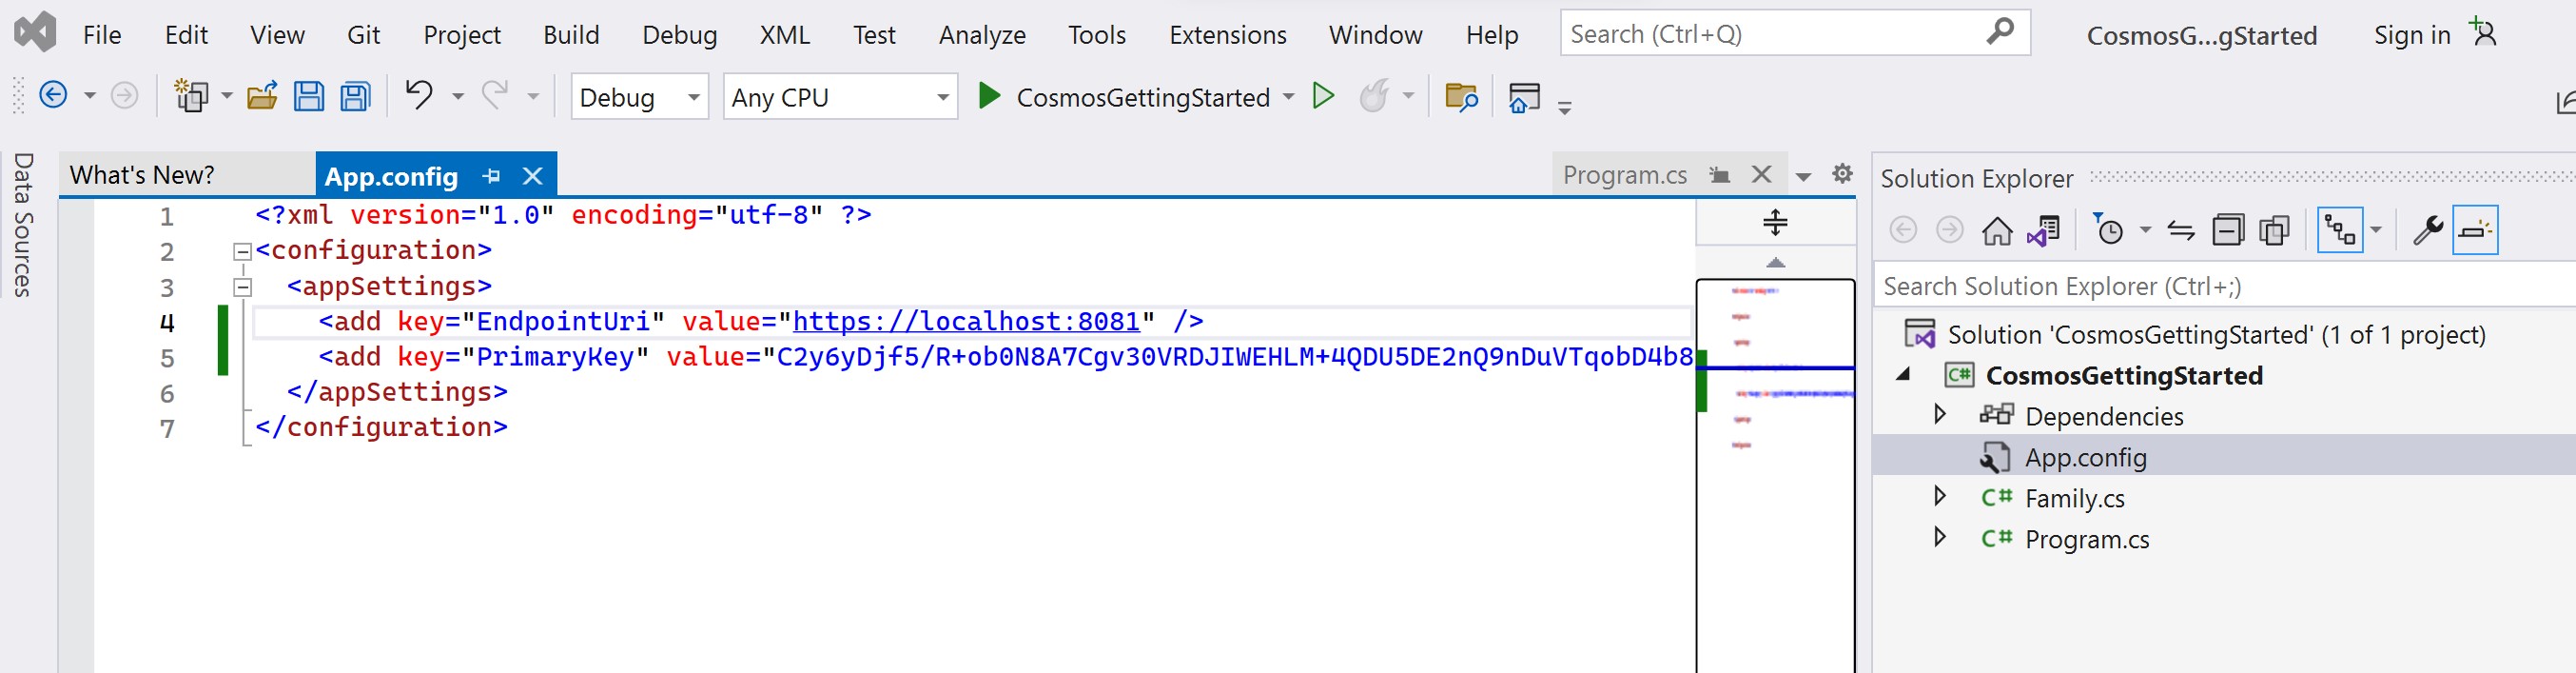 File Edit View Git Project Build Debug XML Test Analyze Tools Extensions Window Help Search (Ctrl+Q) CosmosG...gStarted Sign in
Debug Any CPU CosmosGettingStarted
Data Sources
What's New? App.config Program.cs
1 <?xml version="1.0" encoding="utf-8" ?>
2 <configuration>
3 <appSettings>
4 <add key="EndpointUri" value="https://localhost:8081" />
5 <add key="PrimaryKey" value="C2y6yDjf5/R+ob0N8A7Cgv30VRDJIWEHLM+4QDU5DE2nQ9nDuVTqobD4b8
6 </appSettings>
7 </configuration>
Solution Explorer
Search Solution Explorer (Ctrl+;)
Solution 'CosmosGettingStarted' (1 of 1 project)
C# CosmosGettingStarted
Dependencies
App.config
C# Family.cs
C# Program.cs